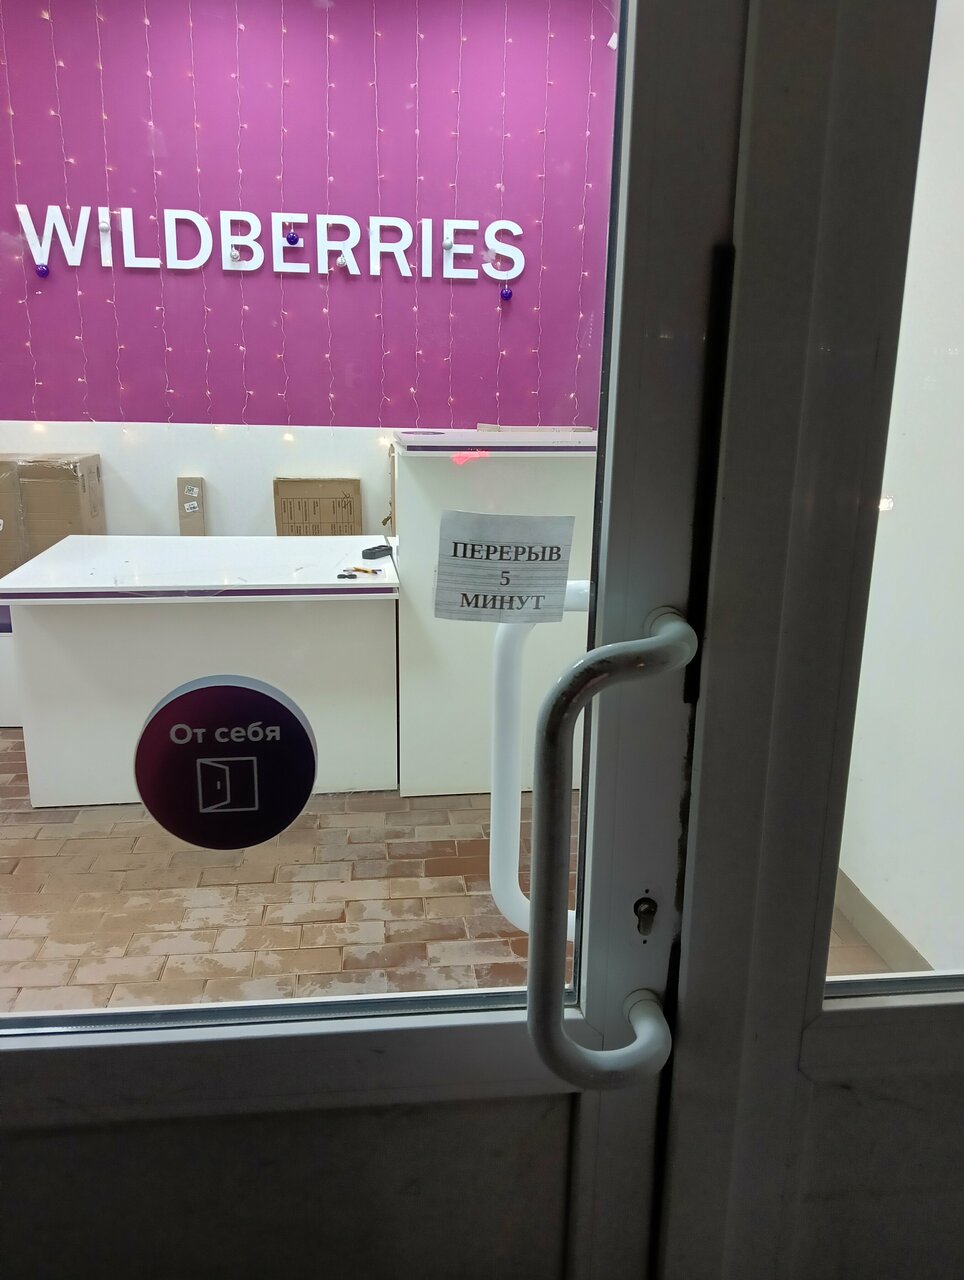 WILDBERRIES
ПЕРЕРЫВ
5
МИНУТ
От себя